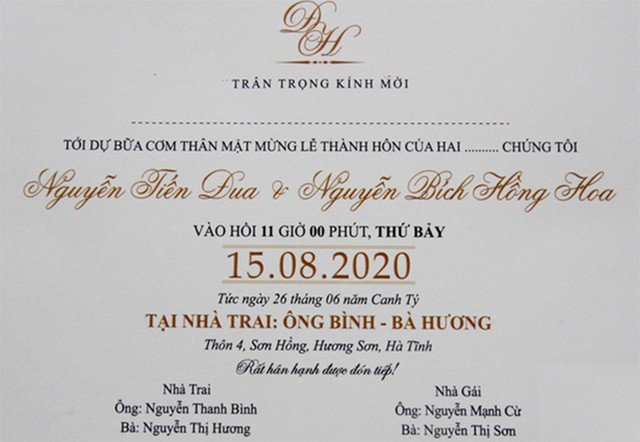 ĐH
TRÂN TRỌNG KÍNH MỜI
TỚI DỰ BỮA CƠM THÂN MẬT MỪNG LỄ THÀNH HÔN CỦA HAI .......... CHÚNG TÔI
Nguyễn Tiến Đua & Nguyễn Bích Hồng Hoa
VÀO HỒI 11 GIỜ 00 PHÚT, THỨ BẢY
15.08.2020
Tức ngày 26 tháng 06 năm Canh Tý
TẠI NHÀ TRAI: ÔNG BÌNH - BÀ HƯƠNG
Thôn 4, Sơn Hồng, Hương Sơn, Hà Tĩnh
Rất hân hạnh được đón tiếp!
Nhà Trai
Ông: Nguyễn Thanh Bình
Bà: Nguyễn Thị Hương
Nhà Gái
Ông: Nguyễn Mạnh Cừ
Bà: Nguyễn Thị Sơn